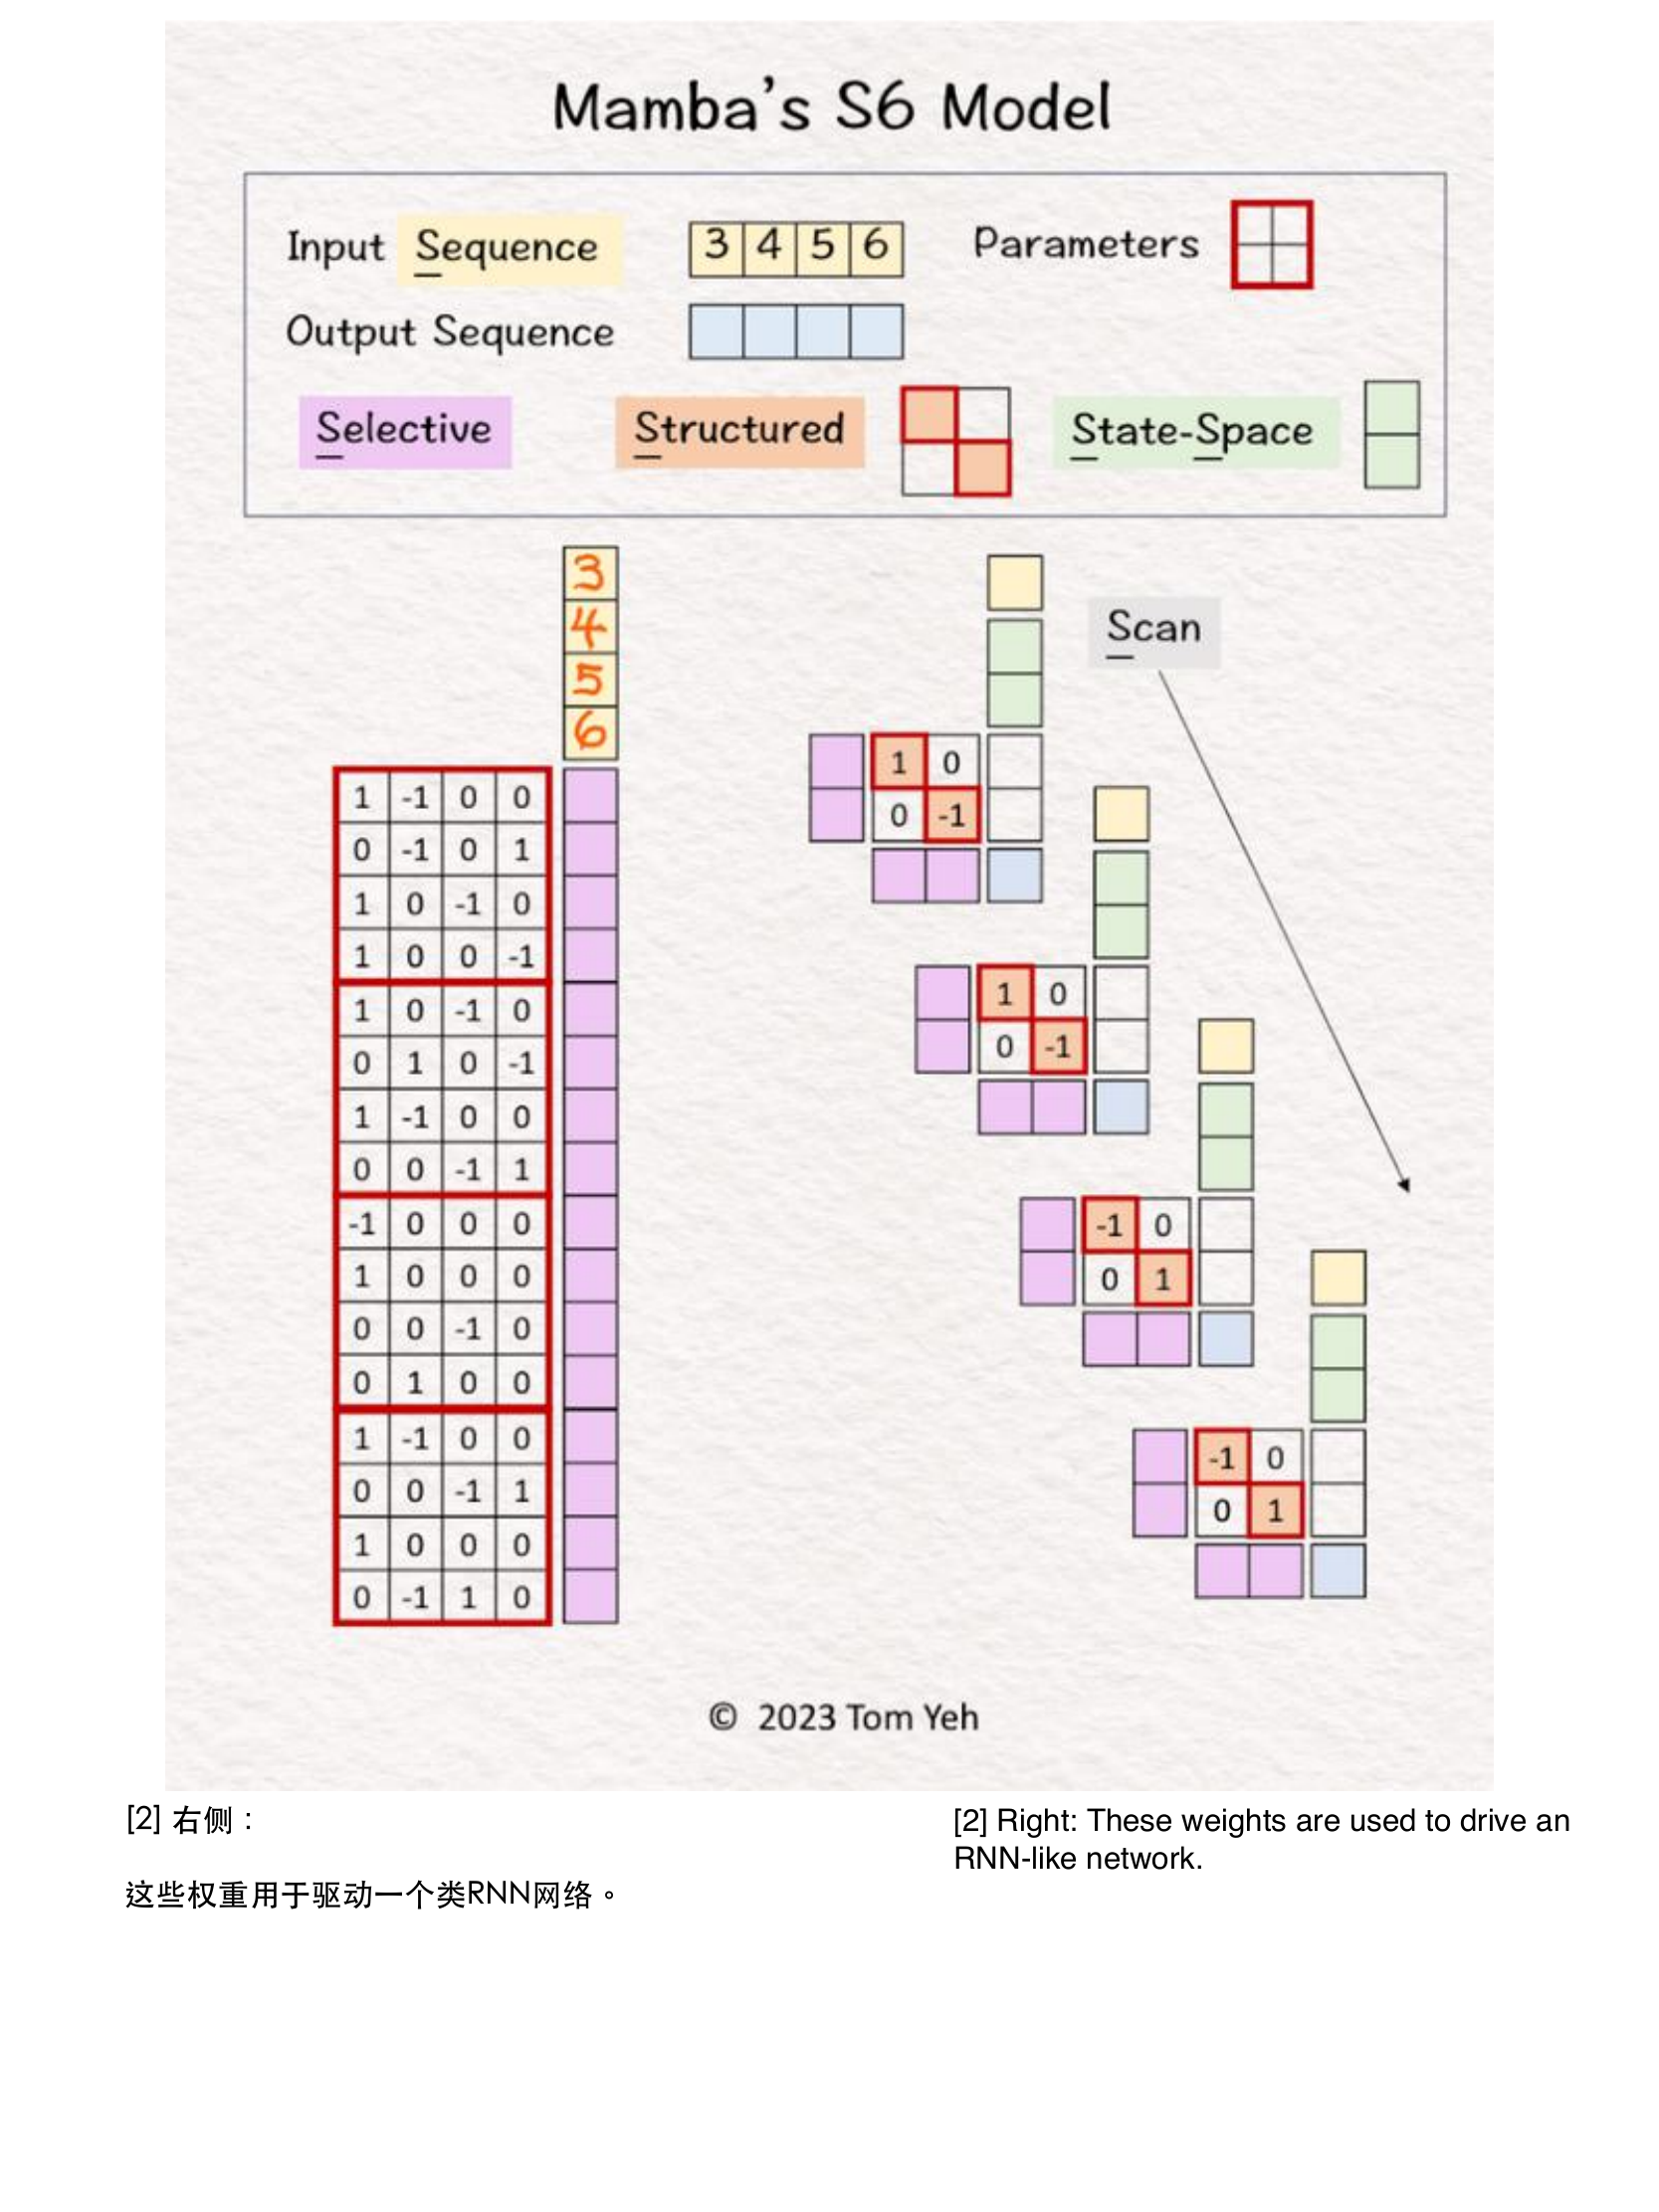 Mamba's S6 Model
Input Sequence 3 4 5 6 Parameters
Output Sequence
Selective Structured State-Space
3
4
5
6
Scan
1 -1 0 0
0 -1 0 1
1 0 -1 0
1 0 0 -1
1 0 -1 0
0 1 0 -1
1 -1 0 0
0 0 -1 1
-1 0 0 0
1 0 0 0
0 0 -1 0
0 1 0 0
1 -1 0 0
0 0 -1 1
1 0 0 0
0 -1 1 0
1 0
0 -1
1 0
0 -1
-1 0
0 1
-1 0
0 1
© 2023 Tom Yeh
[2] 右侧：
这些权重用于驱动一个类RNN网络。
[2] Right: These weights are used to drive an
RNN-like network.